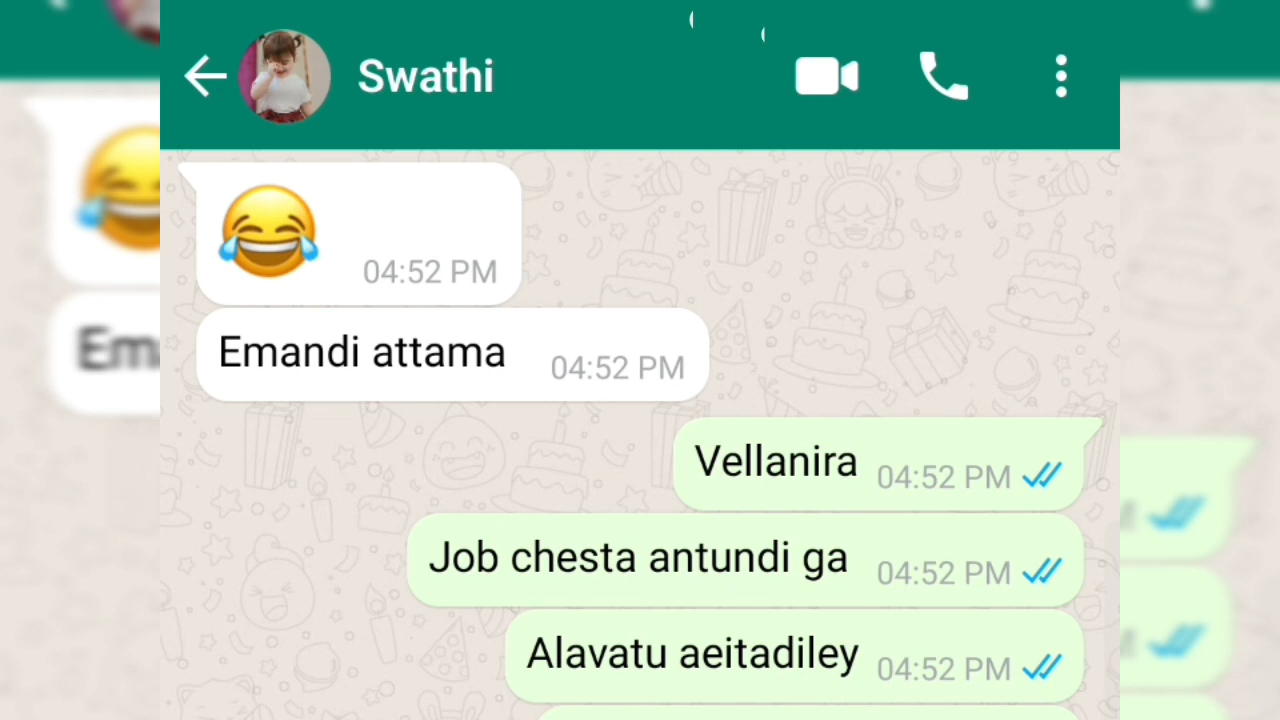 Swathi
😂
04:52 PM
Emandi attama 04:52 PM
Vellanira 04:52 PM
Job chesta antundi ga 04:52 PM
Alavatu aeitadiley 04:52 PM